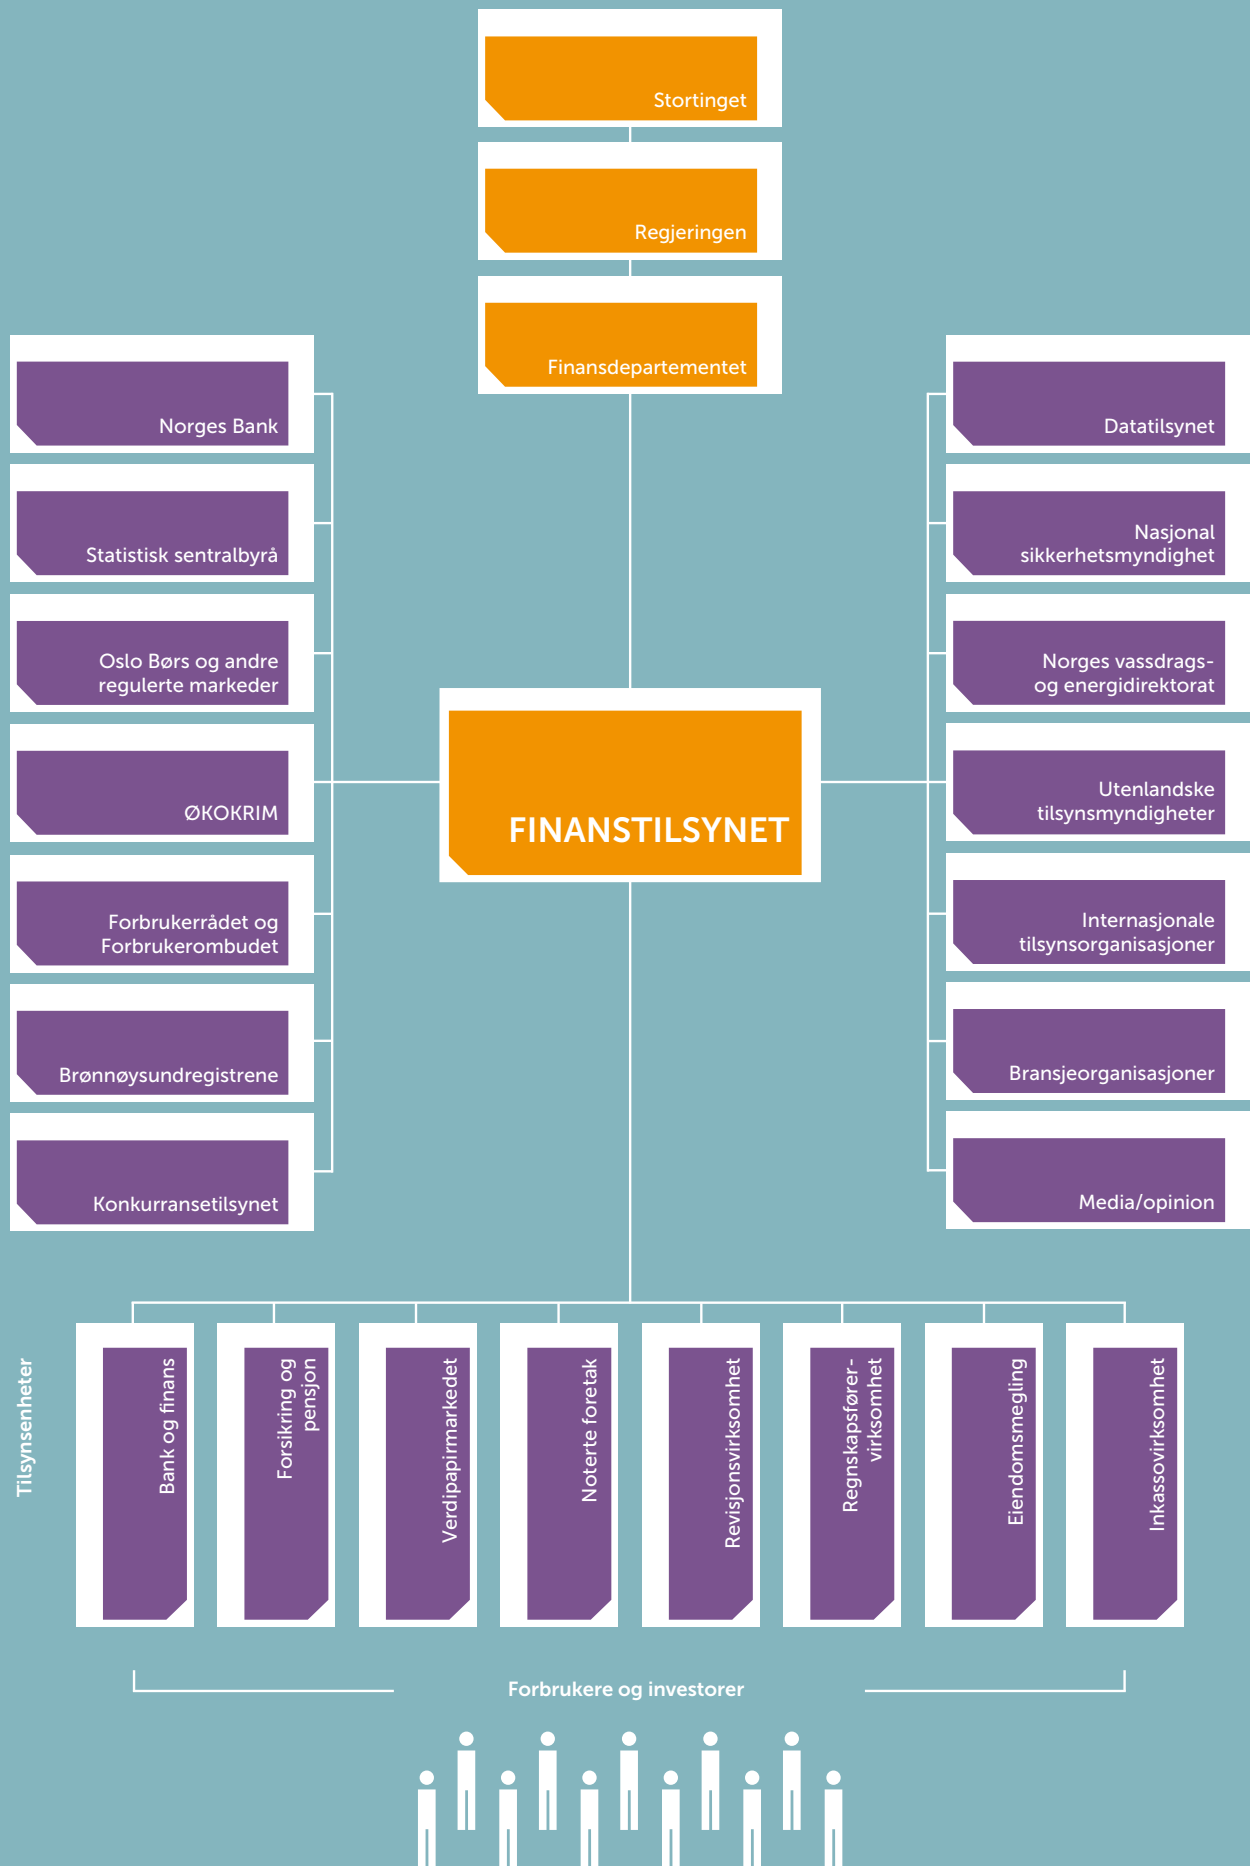 Stortinget
Regjeringen
Finansdepartementet
Norges Bank
Statistisk sentralbyrå
Oslo Børs og andre
regulerte markeder
ØKOKRIM
Forbrukerrådet og
Forbrukerombudet
Brønnøysundregistrene
Konkurransetilsynet
FINANSTILSYNET
Datatilsynet
Nasjonal
sikkerhetsmyndighet
Norges vassdrags-
og energidirektorat
Utenlandske
tilsynsmyndigheter
Internasjonale
tilsynsorganisasjoner
Bransjeorganisasjoner
Media/opinion
Tilsynsenheter
Bank og finans
Forsikring og
pensjon
Verdipapirmarkedet
Noterte foretak
Revisjonsvirksomhet
Regnskapsfører-
virksomhet
Eiendomsmegling
Inkassovirksomhet
Forbrukere og investorer